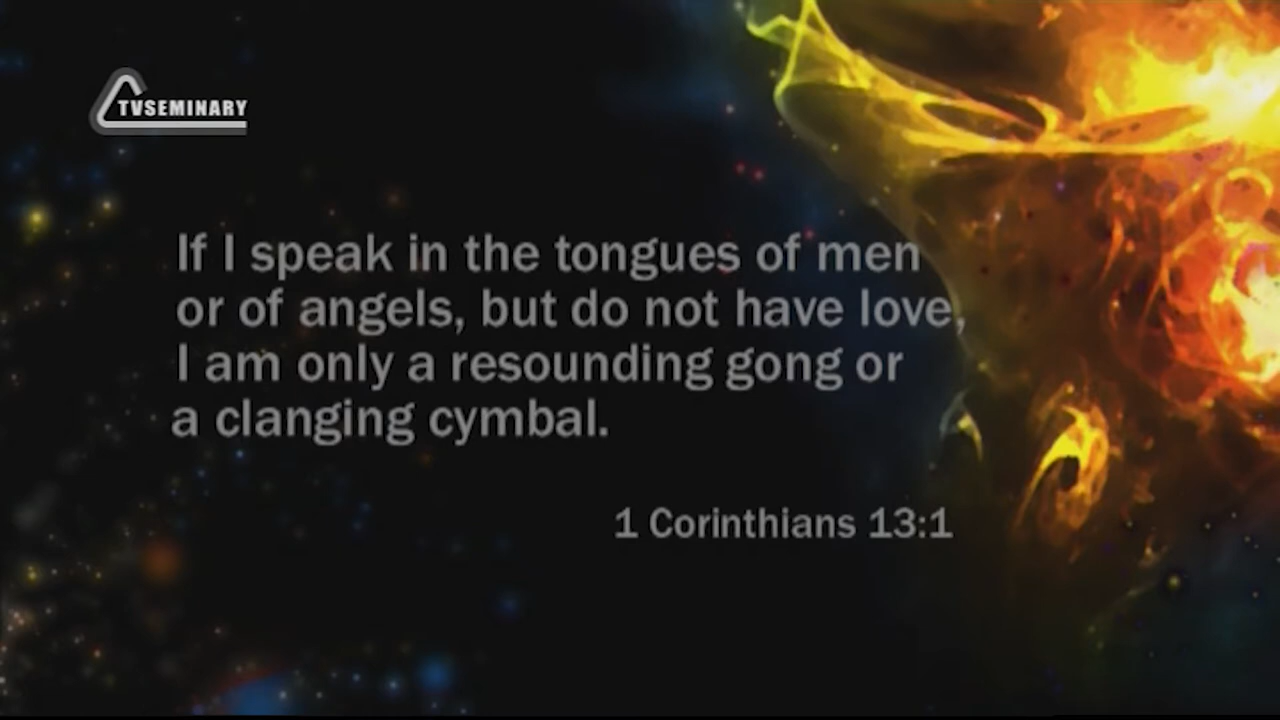 TVSEMINARY
If I speak in the tongues of men
or of angels, but do not have love,
I am only a resounding gong or
a clanging cymbal.
1 Corinthians 13:1